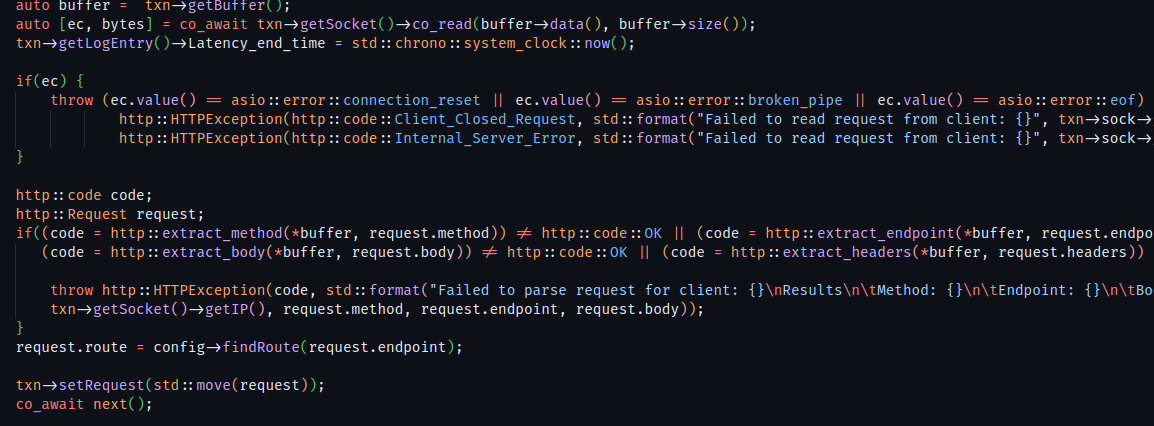 auto buffer =  txn->getBuffer();
auto [ec, bytes] = co_await txn->getSocket()->co_read(buffer->data(), buffer->size());
txn->getLogEntry()->Latency_end_time = std::chrono::system_clock::now();
if(ec) {
throw (ec.value() == asio::error::connection_reset || ec.value() == asio::error::broken_pipe || ec.value() == asio::error::eof)
http::HTTPException(http::code::Client_Closed_Request, std::format("Failed to read request from client: {}", txn->sock->
http::HTTPException(http::code::Internal_Server_Error, std::format("Failed to read request from client: {}", txn->sock->
}
http::code code;
http::Request request;
if((code = http::extract_method(*buffer, request.method)) != http::code::OK || (code = http::extract_endpoint(*buffer, request.endpo
(code = http::extract_body(*buffer, request.body)) != http::code::OK || (code = http::extract_headers(*buffer, request.headers))
throw http::HTTPException(code, std::format("Failed to parse request for client: {}\nResults\n\tMethod: {}\n\tEndpoint: {}\n\tBo
txn->getSocket()->getIP(), request.method, request.endpoint, request.body));
}
request.route = config->findRoute(request.endpoint);
txn->setRequest(std::move(request));
co_await next();